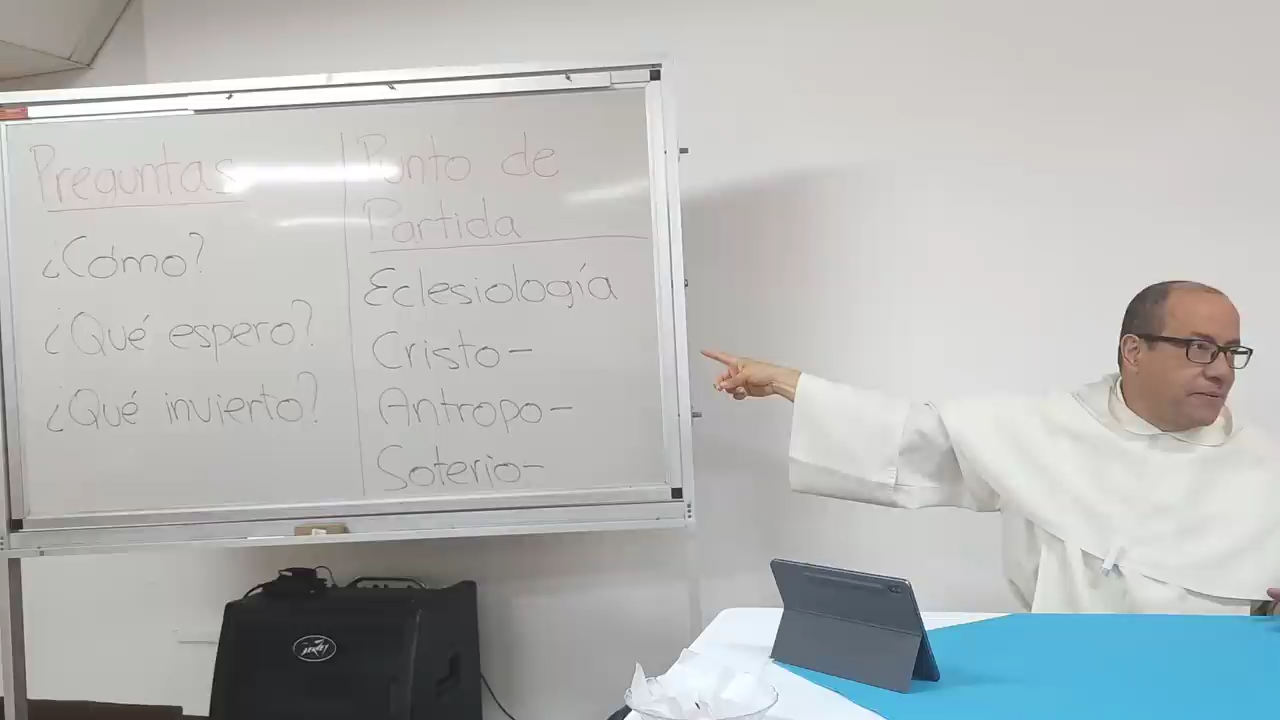 Preguntas
¿Cómo?
¿Qué espero?
¿Qué invierto?
Punto de
Partida
Eclesiología
Cristo-
Antropo-
Soterio-